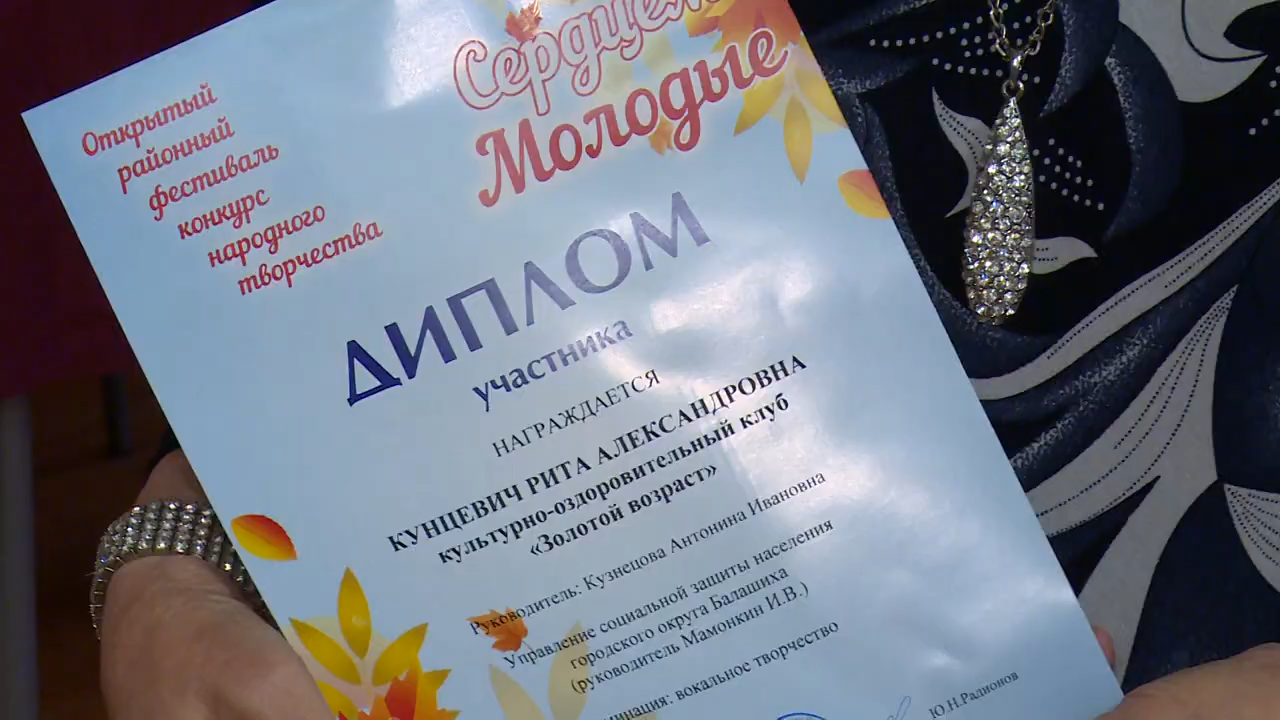 Открытый
районный
фестиваль
конкурс
народного
творчества
Сердцем
Молодые
ДИПЛОМ
участника
НАГРАЖДАЕТСЯ
КУНЦЕВИЧ РИТА АЛЕКСАНДРОВНА
культурно-оздоровительный клуб
«Золотой возраст»
Руководитель: Кузнецова Антонина Ивановна
Управление социальной защиты населения
городского округа Балашиха
(руководитель Мамонкин И.В.)
минация: вокальное творчество
Ю.Н.Радионов